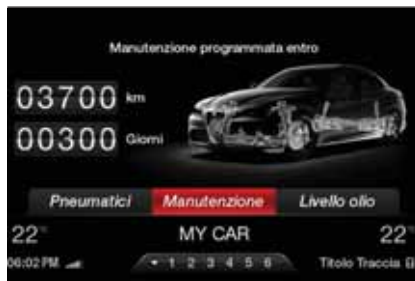 Manutenzione programmata entro
03700 km
00300 Giorni
Pneumatici Manutenzione Livello olio
22° MY CAR 22°
06:02 PM 1 2 3 4 5 6 Titolo Traccia